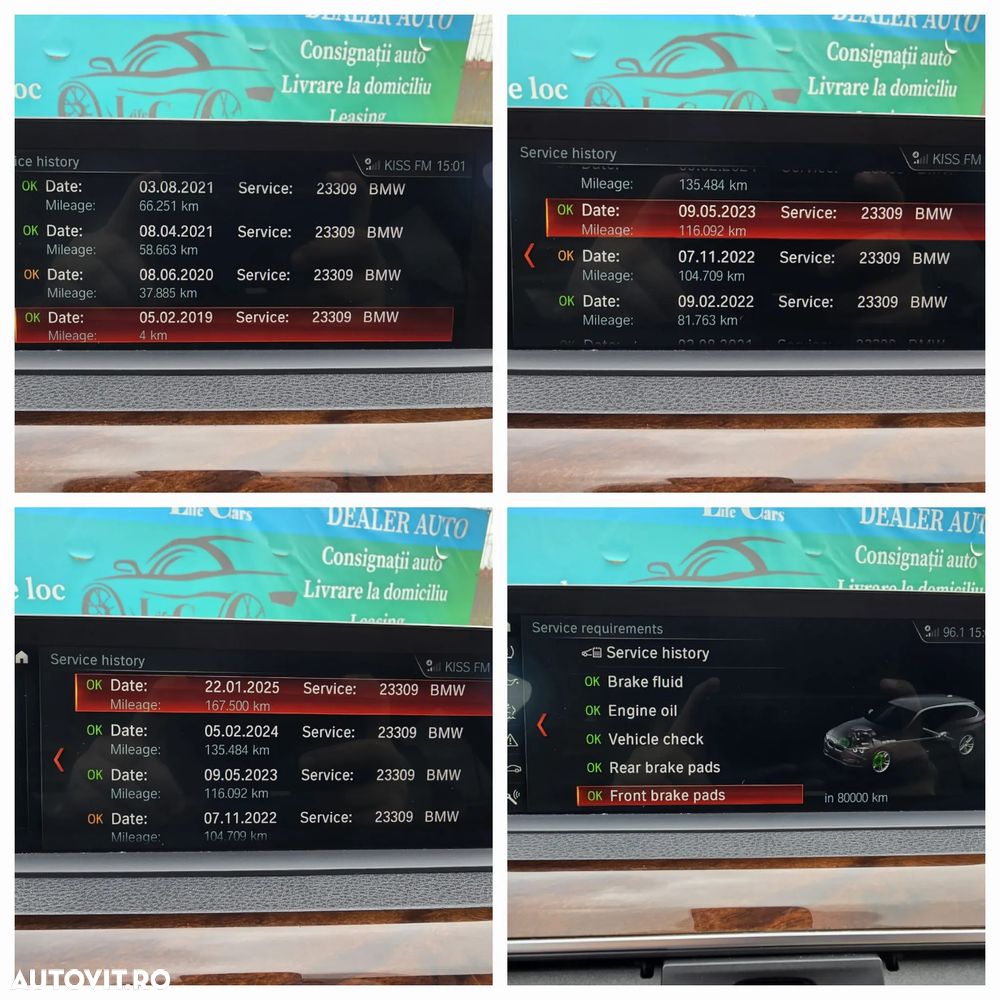 DEALER AUTO
Consignații auto
Livrare la domiciliu
Leasing
oc
Life C
ice history
KISS FM 15:01
OK Date: 03.08.2021 Service: 23309 BMW
Mileage: 66.251 km
OK Date: 08.04.2021 Service: 23309 BMW
Mileage: 58.663 km
OK Date: 08.06.2020 Service: 23309 BMW
Mileage: 37.885 km
OK Date: 05.02.2019 Service: 23309 BMW
Mileage: 4 km
DEALER AUTO
Consignații auto
Livrare la domiciliu
Leasing
e loc
Service history
KISS FM
Mileage: 135.484 km
OK Date: 09.05.2023 Service: 23309 BMW
Mileage: 116.092 km
OK Date: 07.11.2022 Service: 23309 BMW
Mileage: 104.709 km
OK Date: 09.02.2022 Service: 23309 BMW
Mileage: 81.763 km
Life Cars
DEALER AUTO
Consignații auto
Livrare la domiciliu
Leasing
e loc
Service history
KISS FM
OK Date: 22.01.2025 Service: 23309 BMW
Mileage: 167.500 km
OK Date: 05.02.2024 Service: 23309 BMW
Mileage: 135.484 km
OK Date: 09.05.2023 Service: 23309 BMW
Mileage: 116.092 km
OK Date: 07.11.2022 Service: 23309 BMW
Mileage: 104.709 km
Life Cars
DEALER AUT
Consignații auto
Livrare la domiciliu
Service requirements
96.1 15:
Service history
OK Brake fluid
OK Engine oil
OK Vehicle check
OK Rear brake pads
OK Front brake pads
in 80000 km
AUTOVIT.RO